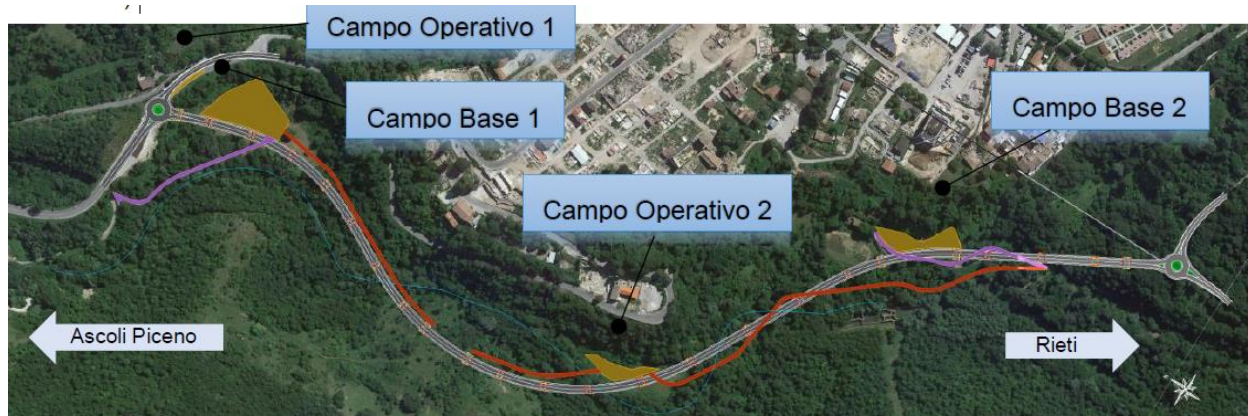 Campo Operativo 1
Campo Base 1
Campo Base 2
Campo Operativo 2
Ascoli Piceno
Rieti